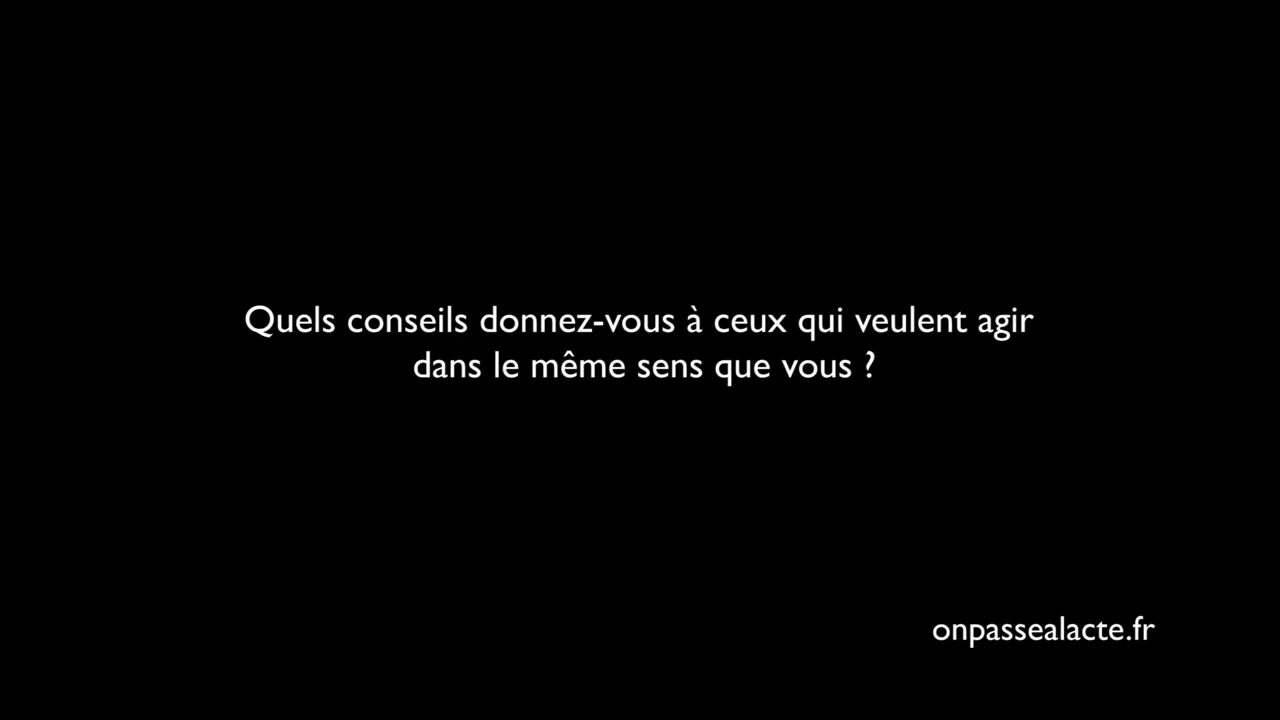 Quels conseils donnez-vous à ceux qui veulent agir
dans le même sens que vous ?
onpassealacte.fr